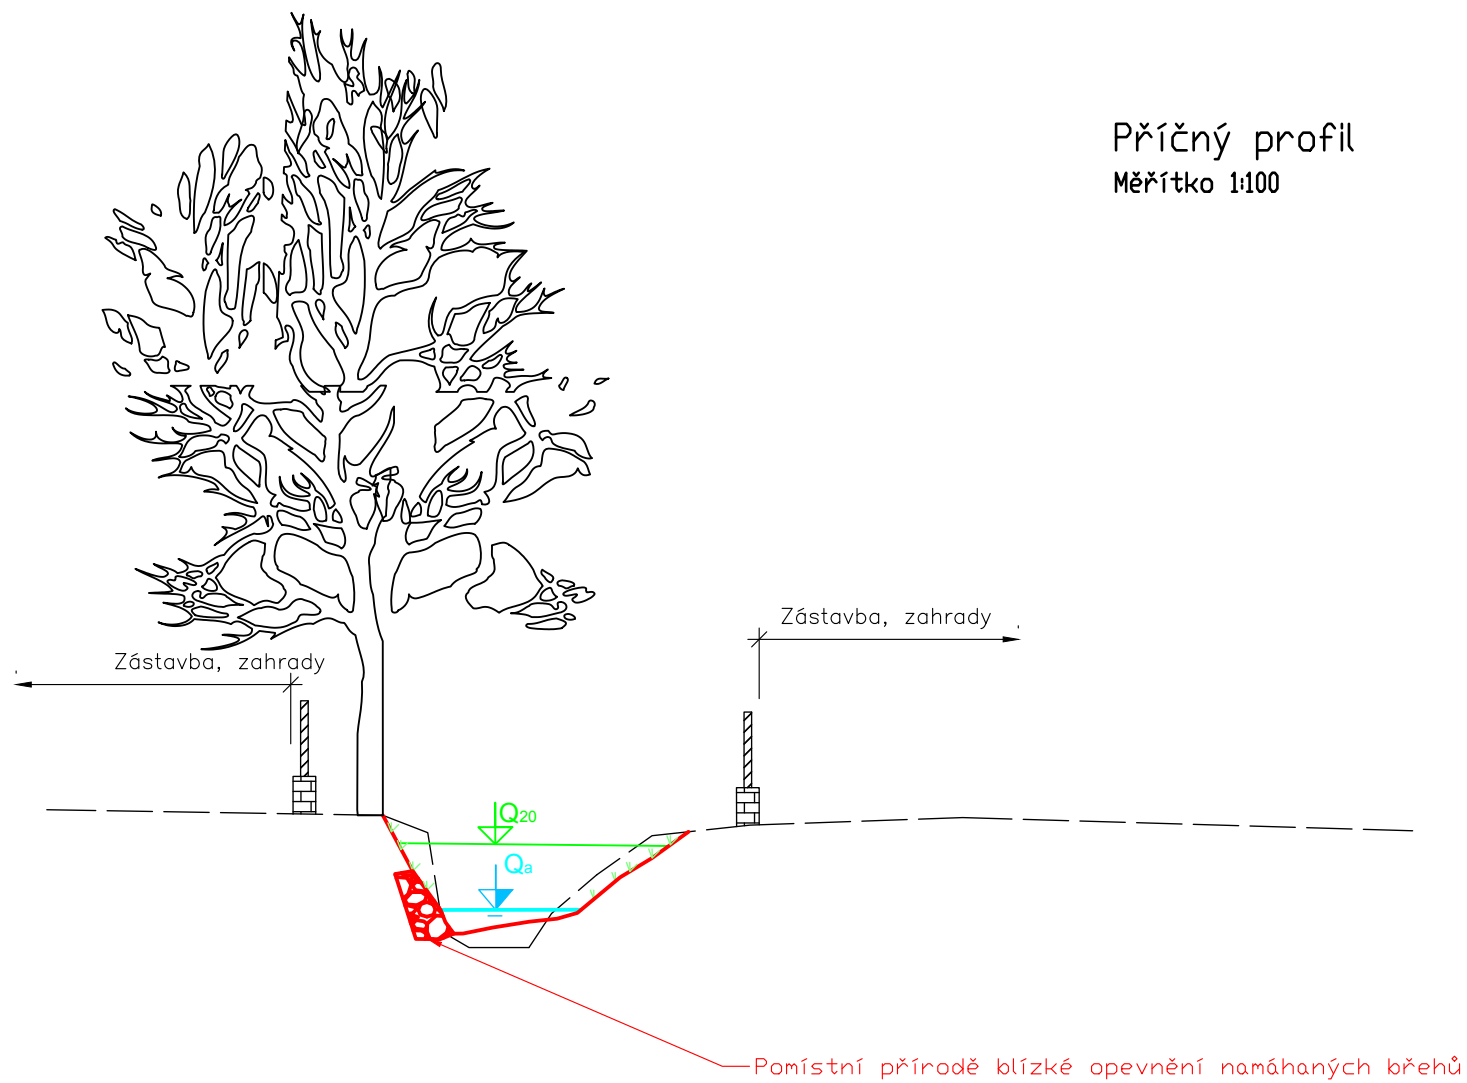 Příčný profil
Měřítko 1:100
Zástavba, zahrady
Zástavba, zahrady
Q20
Qa
Pomístní přírodě blízké opevnění namáhaných břehů